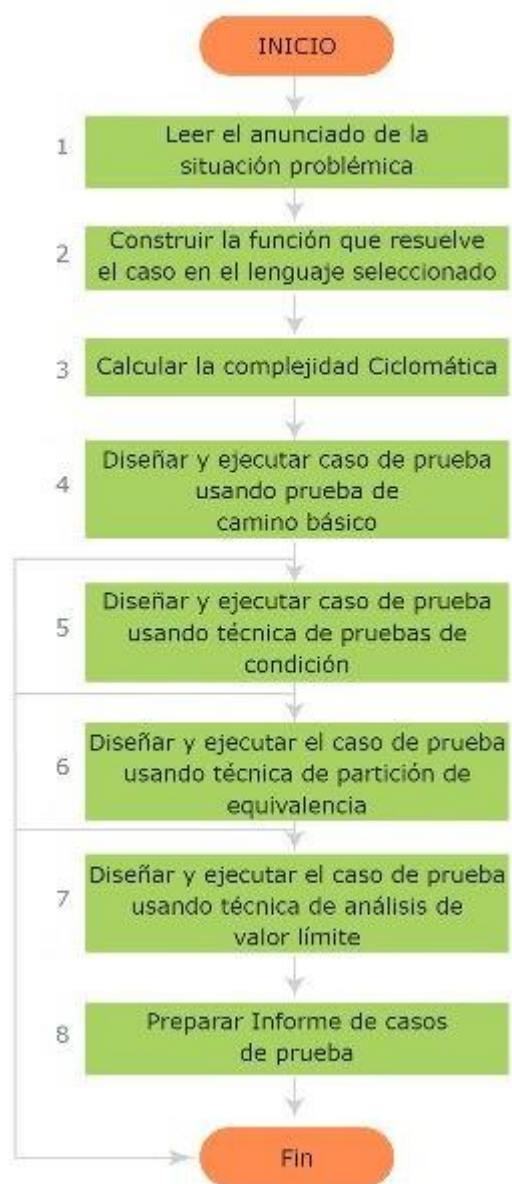 INICIO
1
Leer el anunciado de la
situación problémica
2
Construir la función que resuelve
el caso en el lenguaje seleccionado
3
Calcular la complejidad Ciclomática
4
Diseñar y ejecutar caso de prueba
usando prueba de
camino básico
5
Diseñar y ejecutar caso de prueba
usando técnica de pruebas de
condición
6
Diseñar y ejecutar el caso de prueba
usando técnica de partición de
equivalencia
7
Diseñar y ejecutar el caso de prueba
usando técnica de análisis de
valor límite
8
Preparar Informe de casos
de prueba
Fin